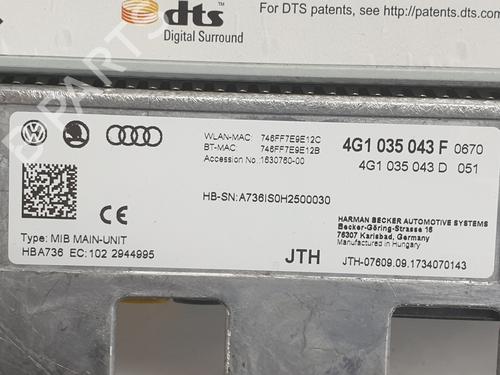 dts
Digital Surround
For DTS patents, see http://patents.dts.
B PARTS
WLAN-MAC 746FF7E9E12C
BT-MAC 746FF7E9E12B
Accession No.: 1630760-00
4G1 035 043 F 0670
4G1 035 043 D 051
HB-SN:A736IS0H2500030
HARMAN BECKER AUTOMOTIVE SYSTEMS
Becker-Göring-Strasse 16
76307 Karlsbad, Germany
Manufactured in Hungary
CE
Type: MIB MAIN-UNIT
HBA736 EC:102 2944995
JTH
JTH-07609.09.1734070143